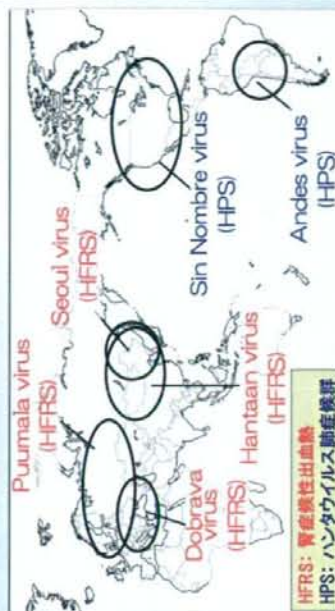 Puumala virus
(HFRS)
Seoul virus
(HFRS)
Dobrava
virus
(HFRS)
Hantaan virus
(HFRS)
Sin Nombre virus
(HPS)
Andes virus
(HPS)
HFRS: 腎症候性出血熱
HPS: ハンタウイルス肺症候群